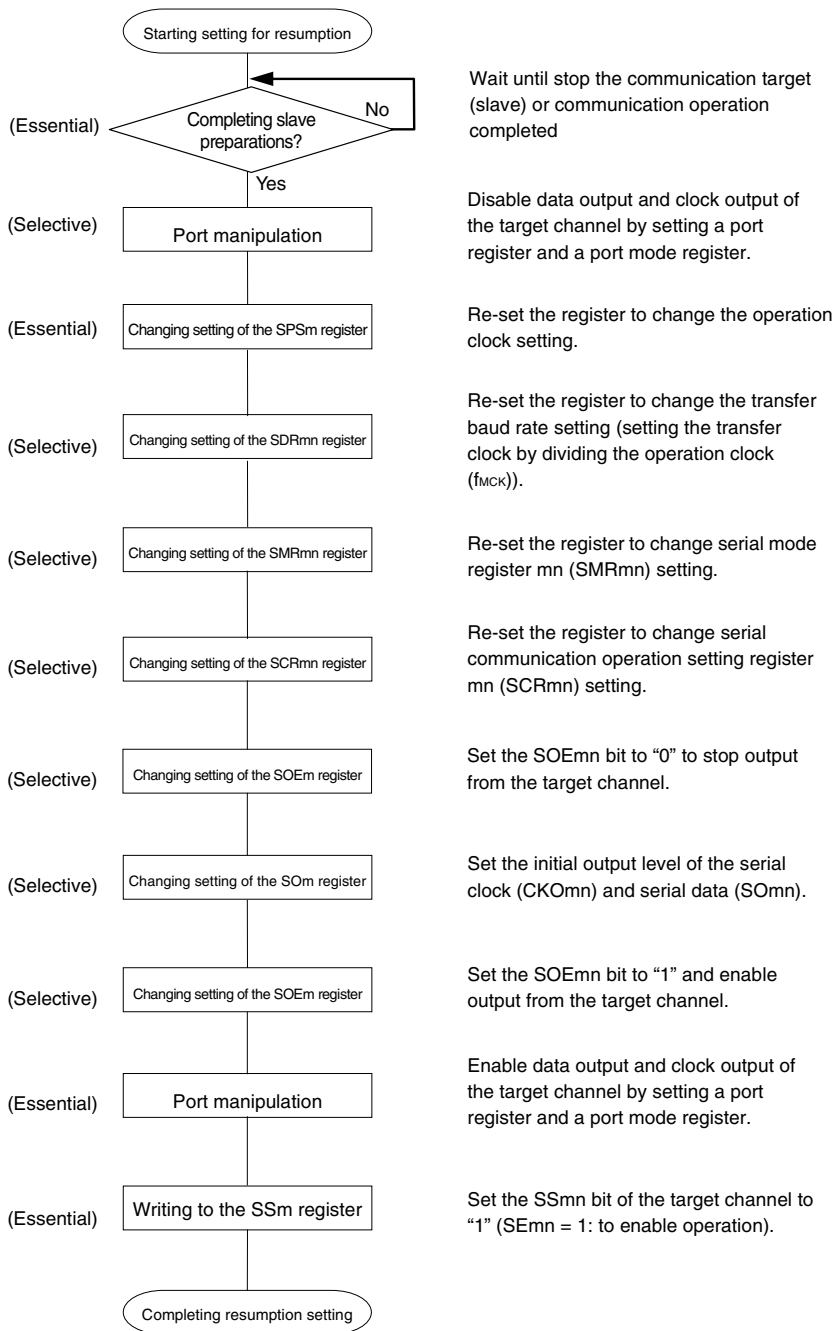 Starting setting for resumption
(Essential)
Completing slave
preparations?
No
Yes
Wait until stop the communication target
(slave) or communication operation
completed
(Selective)
Port manipulation
Disable data output and clock output of
the target channel by setting a port
register and a port mode register.
(Essential)
Changing setting of the SPSm register
Re-set the register to change the operation
clock setting.
(Selective)
Changing setting of the SDRmn register
Re-set the register to change the transfer
baud rate setting (setting the transfer
clock by dividing the operation clock
(fMCK)).
(Selective)
Changing setting of the SMRmn register
Re-set the register to change serial mode
register mn (SMRmn) setting.
(Selective)
Changing setting of the SCRmn register
Re-set the register to change serial
communication operation setting register
mn (SCRmn) setting.
(Selective)
Changing setting of the SOEm register
Set the SOEmn bit to “0” to stop output
from the target channel.
(Selective)
Changing setting of the SOm register
Set the initial output level of the serial
clock (CKOmn) and serial data (SOmn).
(Selective)
Changing setting of the SOEm register
Set the SOEmn bit to “1” and enable
output from the target channel.
(Essential)
Port manipulation
Enable data output and clock output of
the target channel by setting a port
register and a port mode register.
(Essential)
Writing to the SSm register
Set the SSmn bit of the target channel to
“1” (SEmn = 1: to enable operation).
Completing resumption setting